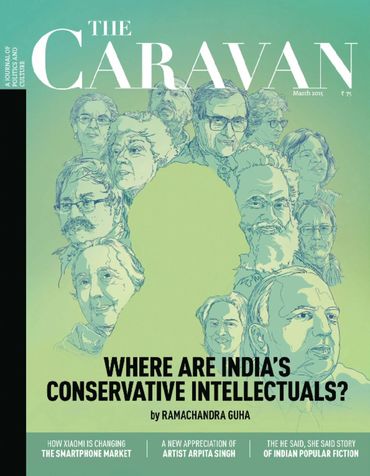 A JOURNAL OF
POLITICS AND
CULTURE
THE
CARAVAN
March 2015 ₹ 75
WHERE ARE INDIA'S
CONSERVATIVE INTELLECTUALS?
by RAMACHANDRA GUHA
HOW XIAOMI IS CHANGING
THE SMARTPHONE MARKET
A NEW APPRECIATION OF
ARTIST ARPITA SINGH
THE HE SAID, SHE SAID STORY
OF INDIAN POPULAR FICTION